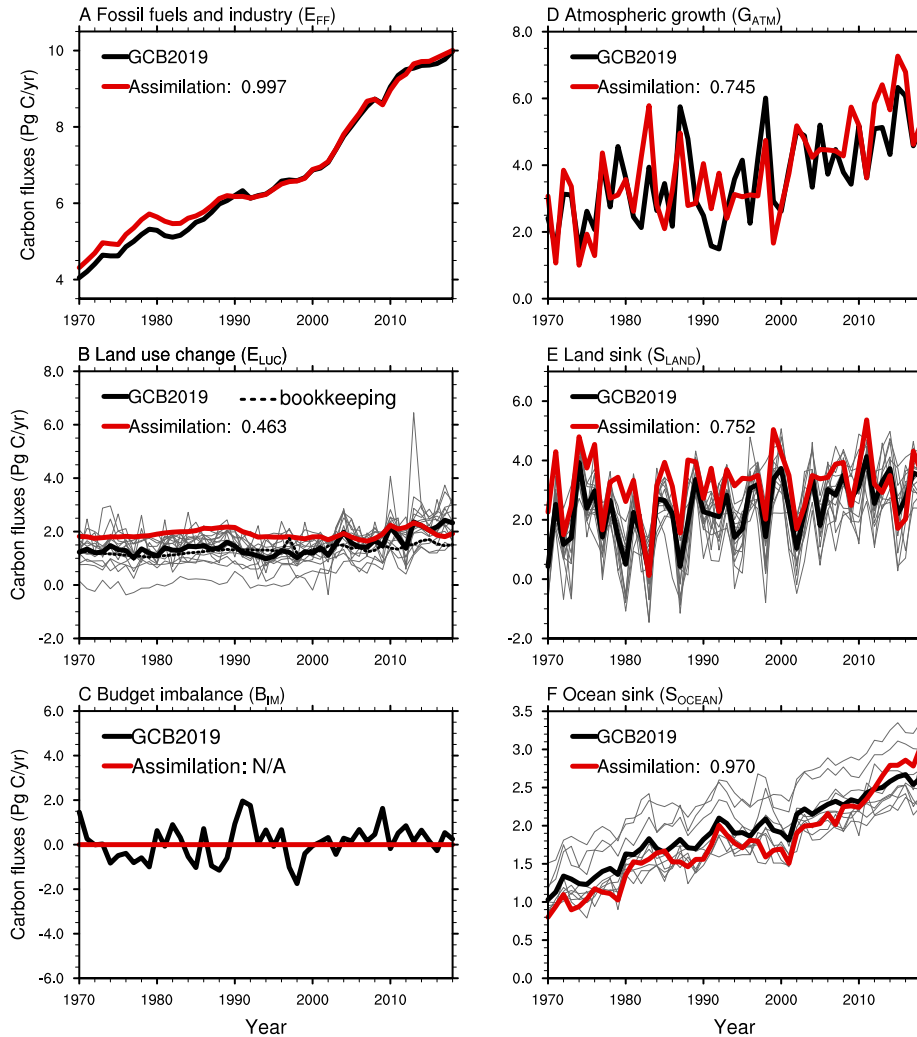 A Fossil fuels and industry (EFF)
GCB2019
Assimilation: 0.997
Carbon fluxes (Pg C/yr)
10
8
6
4
1970 1980 1990 2000 2010
B Land use change (ELUC)
GCB2019 bookkeeping
Assimilation: 0.463
Carbon fluxes (Pg C/yr)
8.0
6.0
4.0
2.0
0.0
-2.0
1970 1980 1990 2000 2010
C Budget imbalance (BIM)
GCB2019
Assimilation: N/A
Carbon fluxes (Pg C/yr)
6.0
4.0
2.0
0.0
-2.0
-4.0
-6.0
1970 1980 1990 2000 2010
Year
D Atmospheric growth (GATM)
GCB2019
Assimilation: 0.745
8.0
6.0
4.0
2.0
0.0
1970 1980 1990 2000 2010
E Land sink (SLAND)
GCB2019
Assimilation: 0.752
6.0
4.0
2.0
0.0
-2.0
1970 1980 1990 2000 2010
F Ocean sink (SOCEAN)
GCB2019
Assimilation: 0.970
3.5
3.0
2.5
2.0
1.5
1.0
0.5
0.0
1970 1980 1990 2000 2010
Year